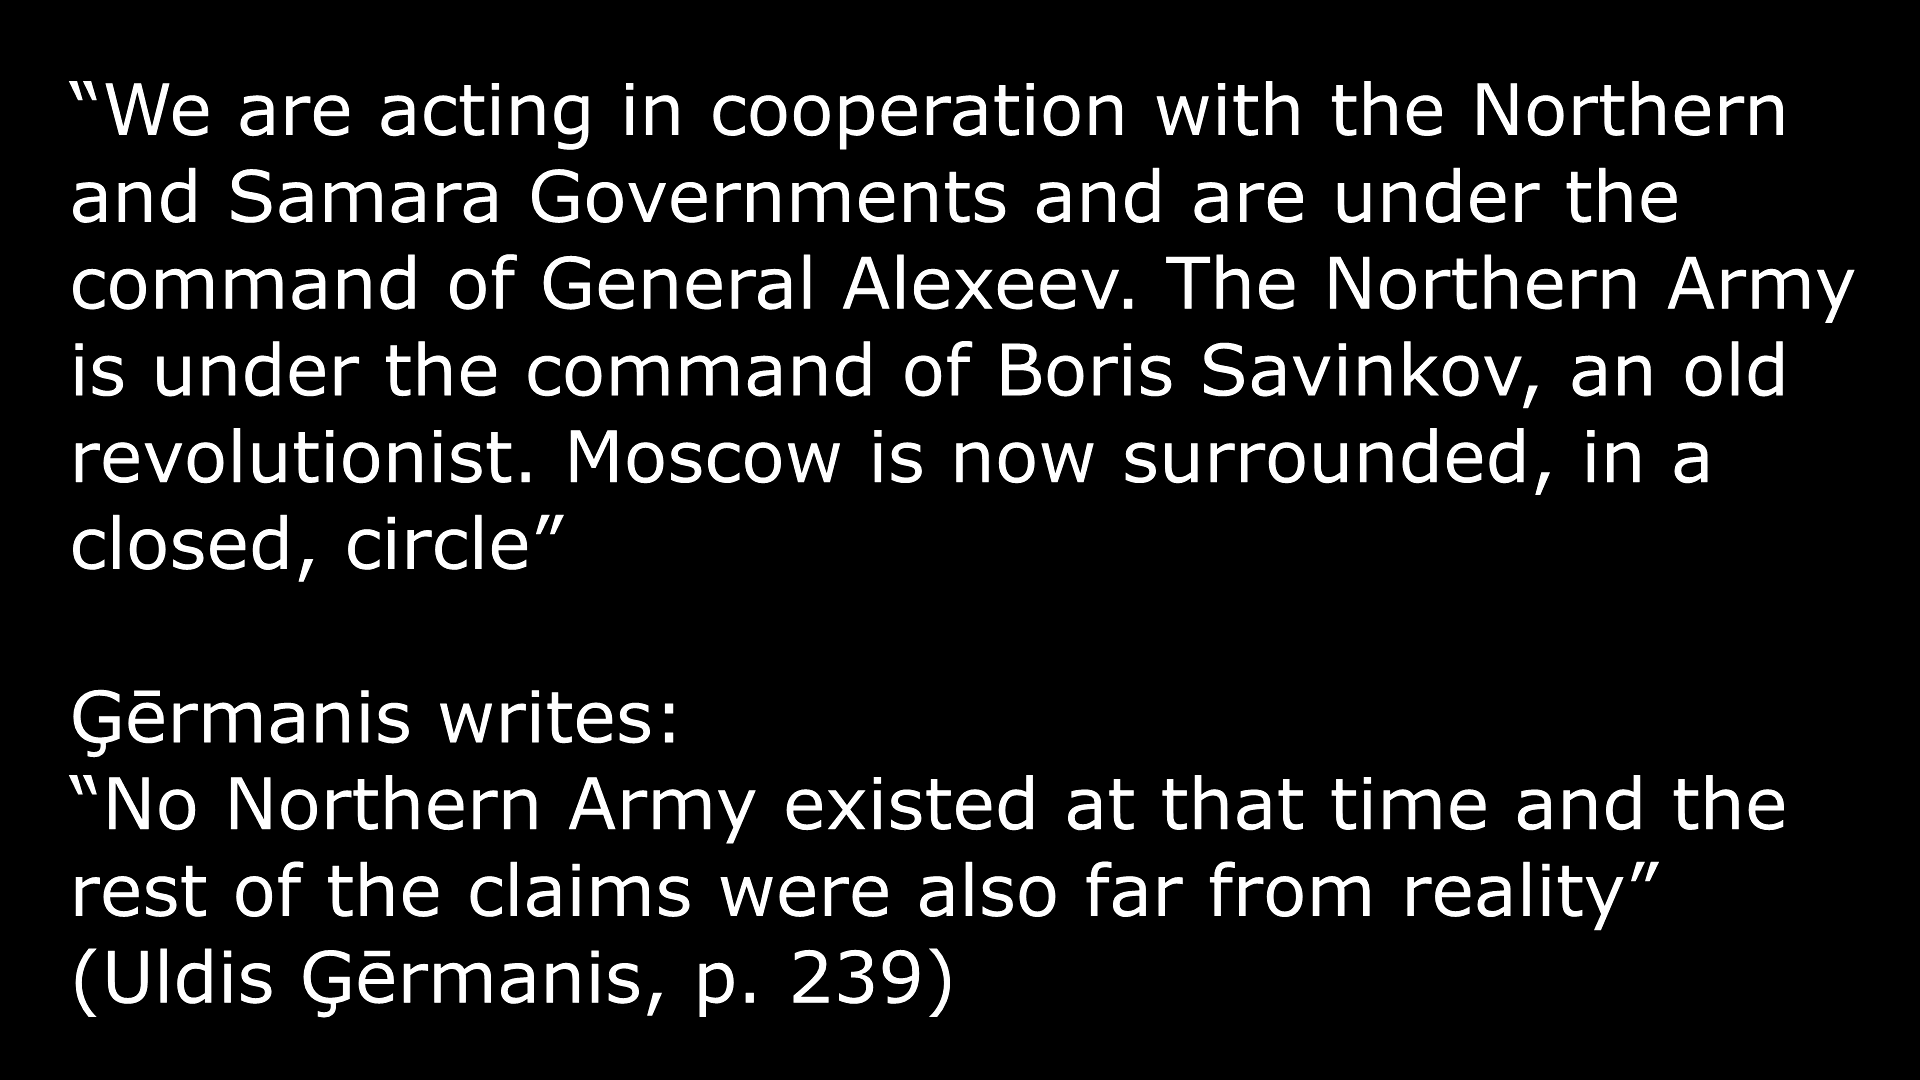 “We are acting in cooperation with the Northern
and Samara Governments and are under the
command of General Alexeev. The Northern Army
is under the command of Boris Savinkov, an old
revolutionist. Moscow is now surrounded, in a
closed, circle”
Ģērmanis writes:
“No Northern Army existed at that time and the
rest of the claims were also far from reality”
(Uldis Ģērmanis, p. 239)